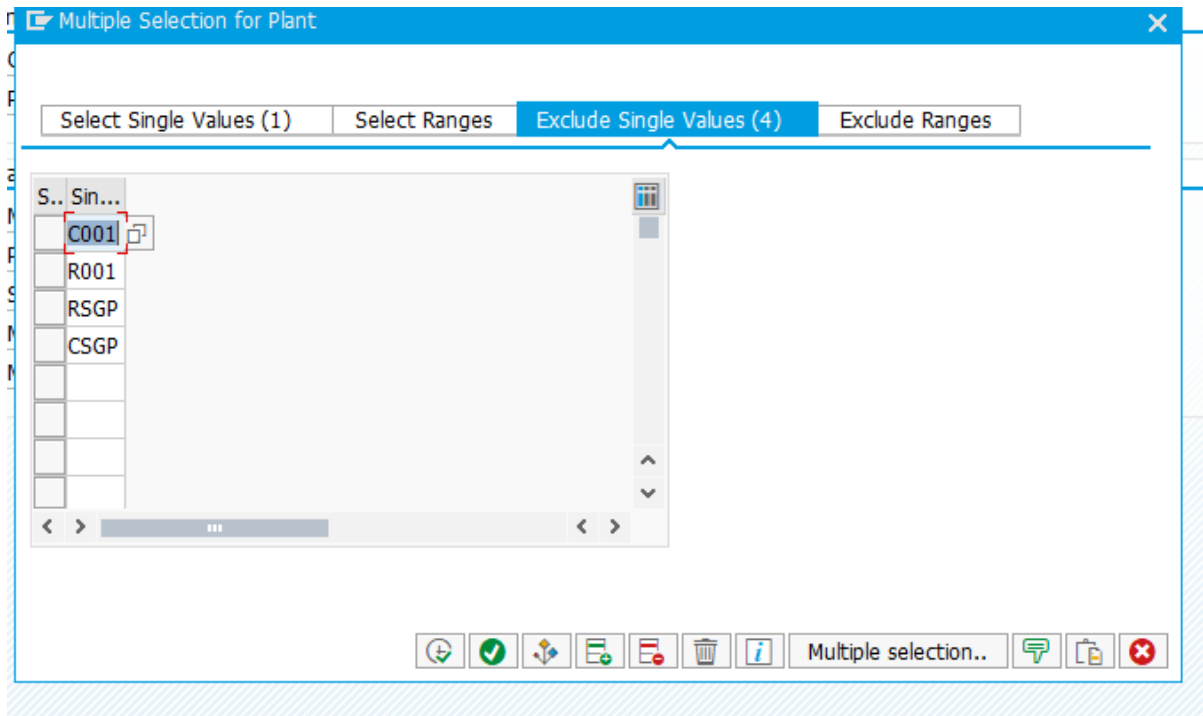 Multiple Selection for Plant
Select Single Values (1) Select Ranges Exclude Single Values (4) Exclude Ranges
S.. Sin...
C001
R001
RSGP
CSGP
Multiple selection..